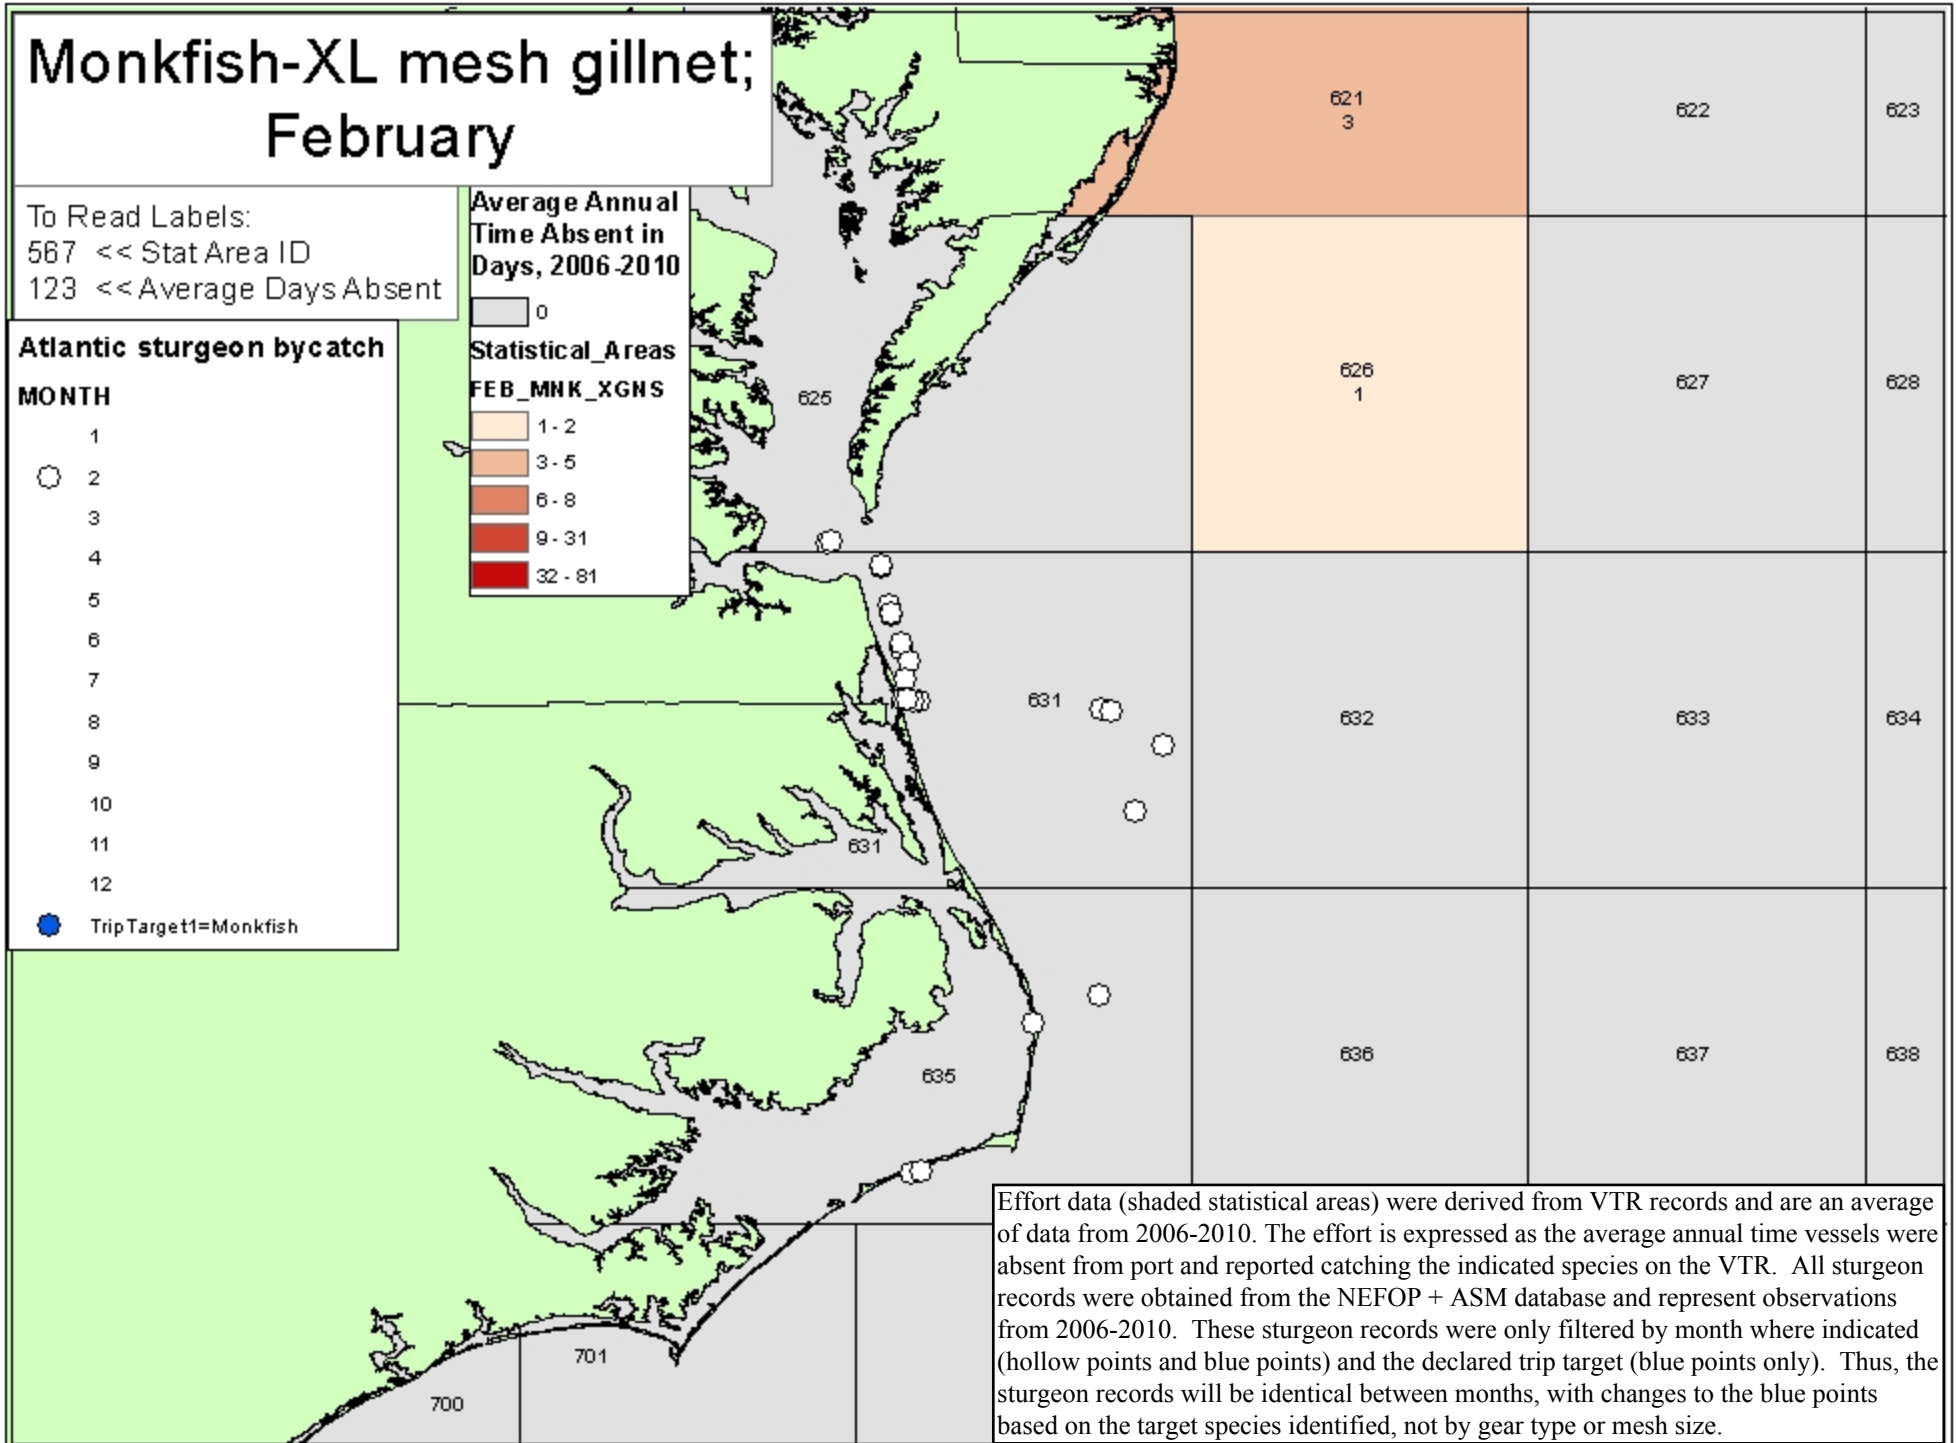 Monkfish-XL mesh gillnet;
February
To Read Labels:
567 << Stat Area ID
123 << Average Days Absent
Average Annual
Time Absent in
Days, 2006-2010
0
Statistical_Areas
FEB_MNK_XGNS
1 - 2
3 - 5
6 - 8
9 - 31
32 - 81
Atlantic sturgeon bycatch
MONTH
1
2
3
4
5
6
7
8
9
10
11
12
TripTarget1=Monkfish
621
3
622
623
625
626
1
627
628
631
632
633
634
631
635
636
637
638
701
700
Effort data (shaded statistical areas) were derived from VTR records and are an average
of data from 2006-2010. The effort is expressed as the average annual time vessels were
absent from port and reported catching the indicated species on the VTR.  All sturgeon
records were obtained from the NEFOP + ASM database and represent observations
from 2006-2010.  These sturgeon records were only filtered by month where indicated
(hollow points and blue points) and the declared trip target (blue points only).  Thus, the
sturgeon records will be identical between months, with changes to the blue points
based on the target species identified, not by gear type or mesh size.